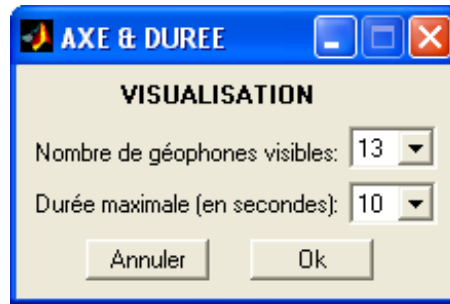 AXE & DUREE
VISUALISATION
Nombre de géophones visibles: 13
Durée maximale (en secondes): 10
Annuler Ok